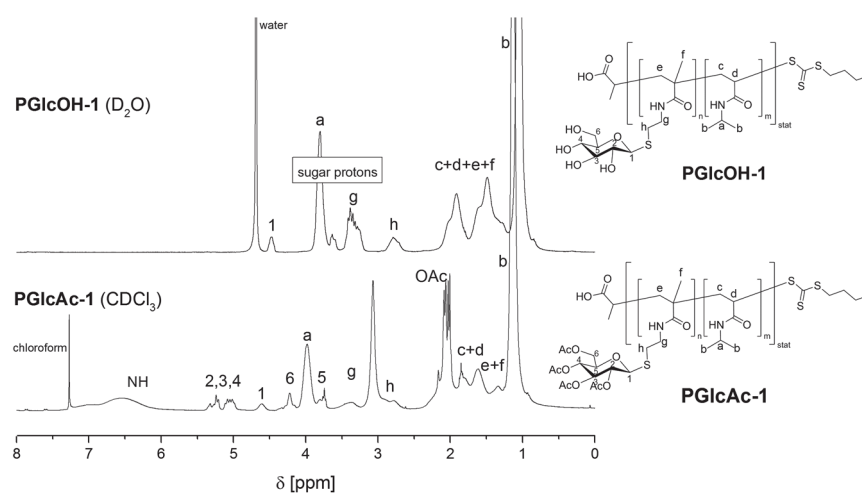 water
b
PGlcOH-1 (D2O)
a
sugar protons
c+d+e+f
g
1
h
HO
O
e
f
c
d
S
S
S
HN
O
HN
O
n
m
stat
h
g
b
a
b
HO
6
HO
4
5
O
HO
3
2
OH
1
S
PGlcOH-1
PGlcAc-1 (CDCl3)
b
OAc
chloroform
a
c+d
NH
2,3,4
1
6
5
g
h
e+f
HO
O
e
f
c
d
S
S
S
HN
O
HN
O
n
m
stat
h
g
b
a
b
AcO
6
AcO
4
5
O
AcO
3
2
AcO
1
S
PGlcAc-1
8 7 6 5 4 3 2 1 0
δ [ppm]